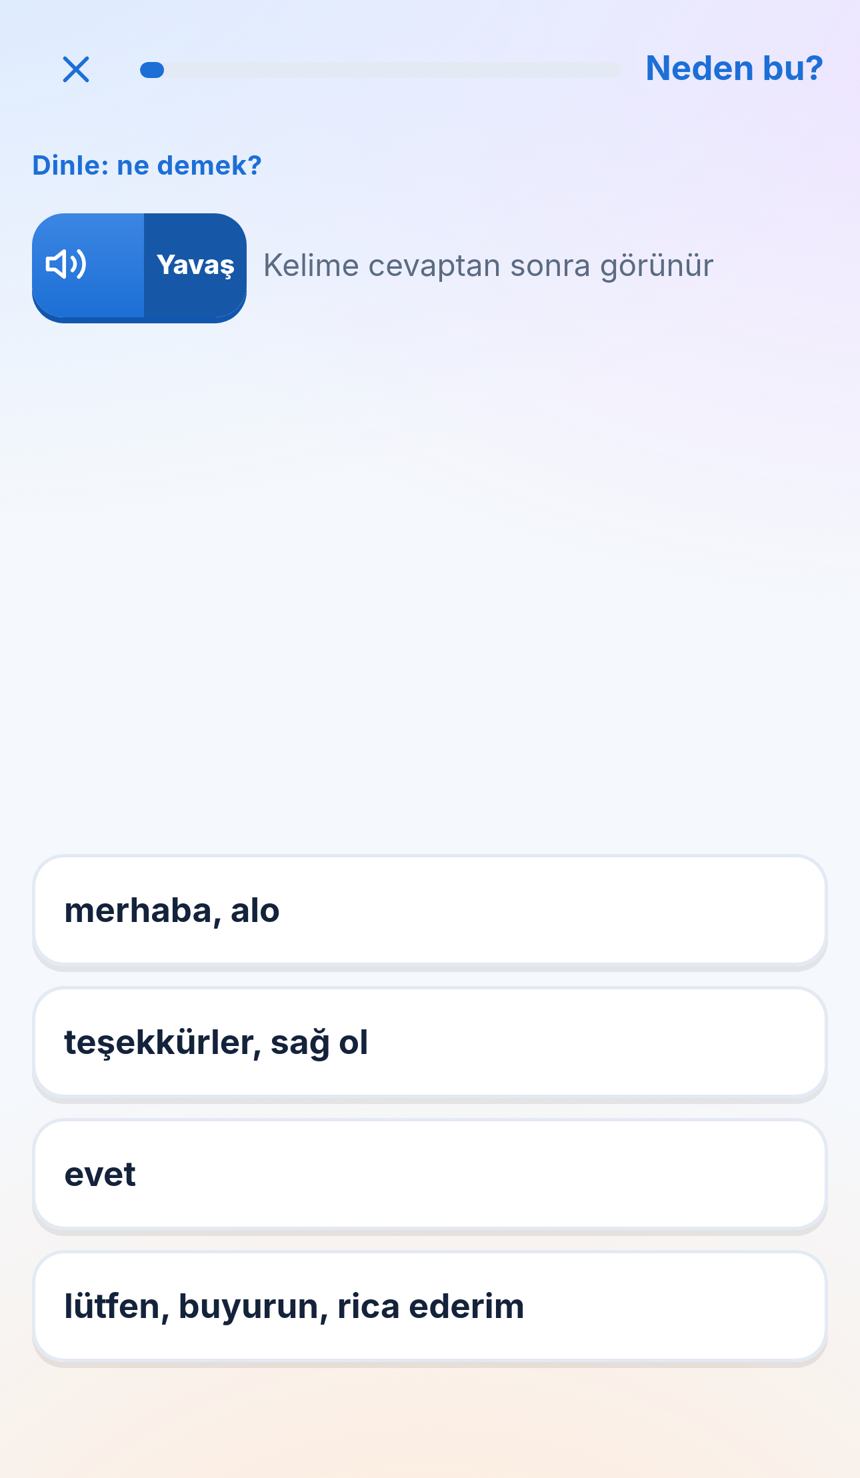 Neden bu?
Dinle: ne demek?
Yavaş
Kelime cevaptan sonra görünür
merhaba, alo
teşekkürler, sağ ol
evet
lütfen, buyurun, rica ederim